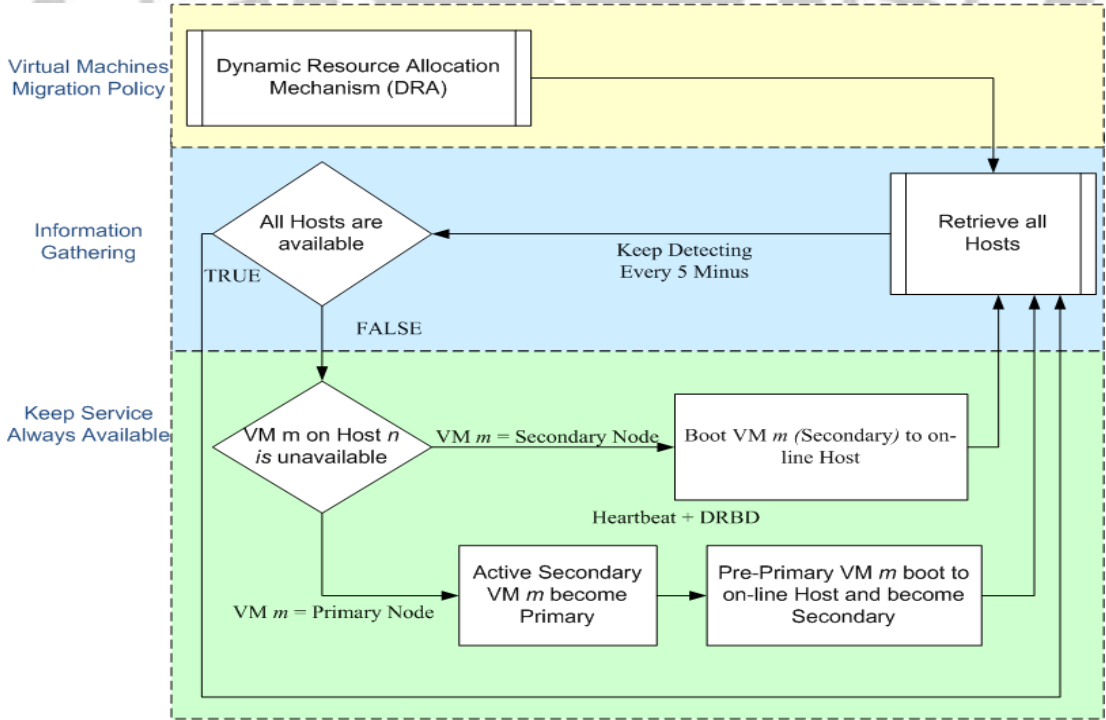 Virtual Machines
Migration Policy
Dynamic Resource Allocation
Mechanism (DRA)
Information
Gathering
All Hosts are
available
Keep Detecting
Every 5 Minus
Retrieve all
Hosts
TRUE
FALSE
Keep Service
Always Available
VM m on Host n
is unavailable
VM m = Secondary Node
Boot VM m (Secondary) to on-
line Host
Heartbeat + DRBD
VM m = Primary Node
Active Secondary
VM m become
Primary
Pre-Primary VM m boot to
on-line Host and become
Secondary